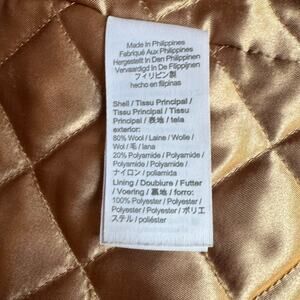 Made In Philippines
Fabriqué Aux Philippines
Hergestellt In Den Philippinen
Vervaardigd In De Filippijnen
フィリピン製
hecho en filipinas
Shell / Tissu Principal /
Tissu Principal / Tissu
Principal / 表地 / tela
exterior:
80% Wool / Laine / Wolle /
Wol / 毛 / lana
20% Polyamide / Polyamide /
Polyamide / Polyamide /
ナイロン / poliamida
Lining / Doublure / Futter
/ Voering / 裏地 / forro:
100% Polyester / Polyester /
Polyester / Polyester / ポリエ
ステル / poliéster